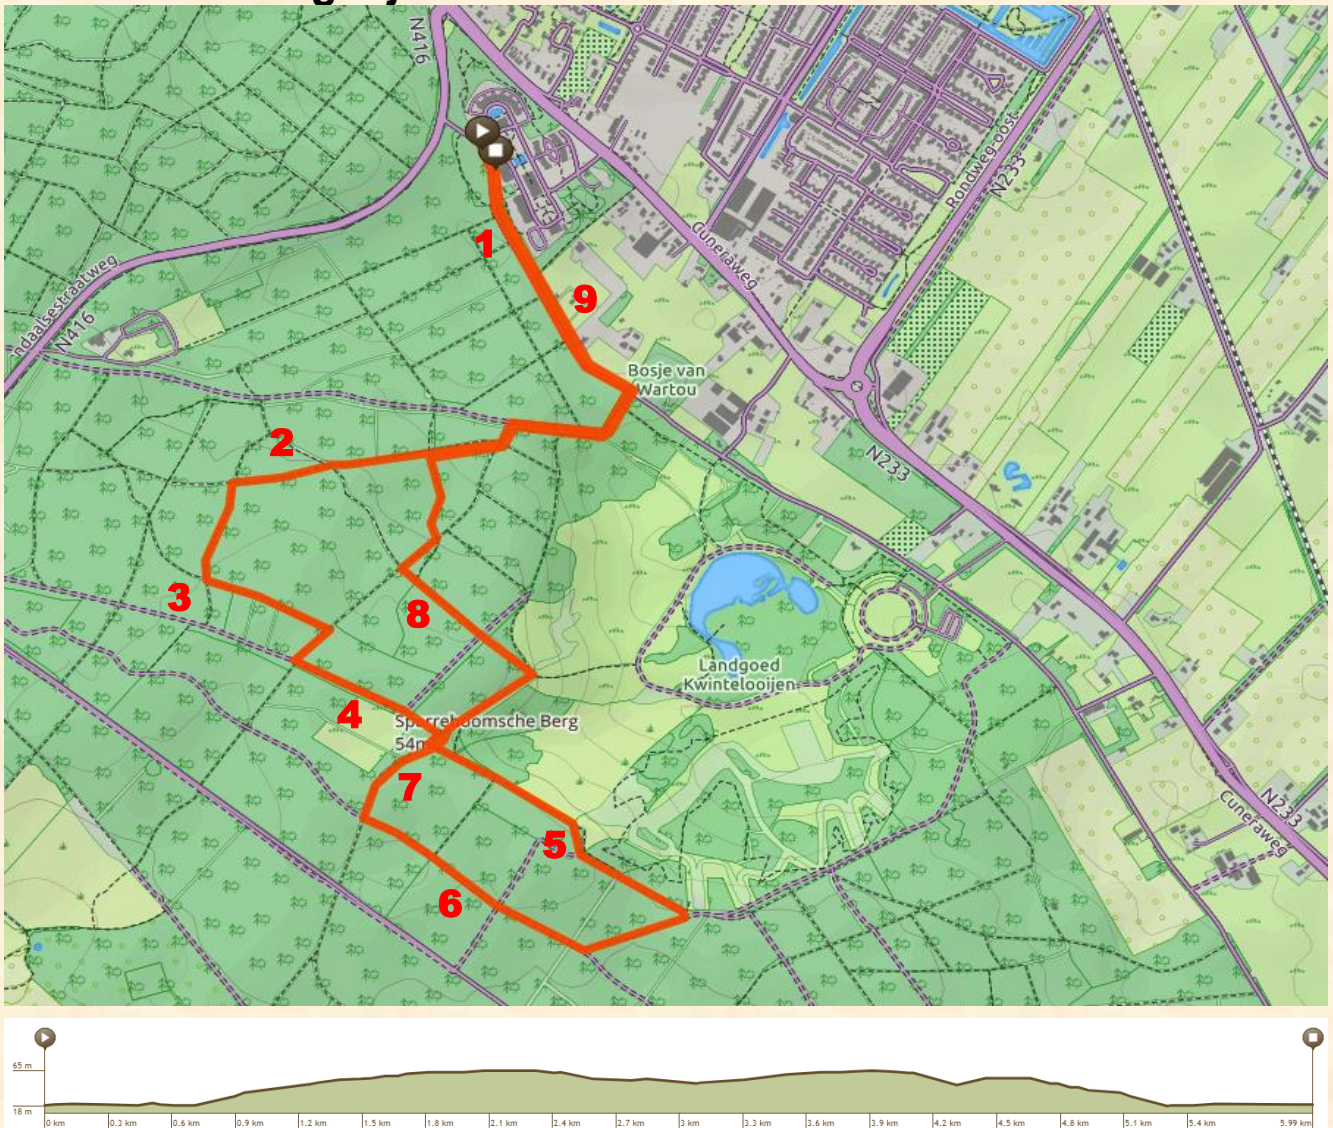 N416
1
9
Rondweg oost
N233
Cuneraweg
ndaalsestraatweg
N416
Bosje van
Wartou
2
N233
3
8
Landgoed
Kwintelooijen
4
Sparreboomsche Berg
54m
7
5
6
N233
Cuneraweg
65 m
18 m
0 km 0.3 km 0.6 km 0.9 km 1.2 km 1.5 km 1.8 km 2.1 km 2.4 km 2.7 km 3 km 3.3 km 3.6 km 3.9 km 4.2 km 4.5 km 4.8 km 5.1 km 5.4 km 5.99 km